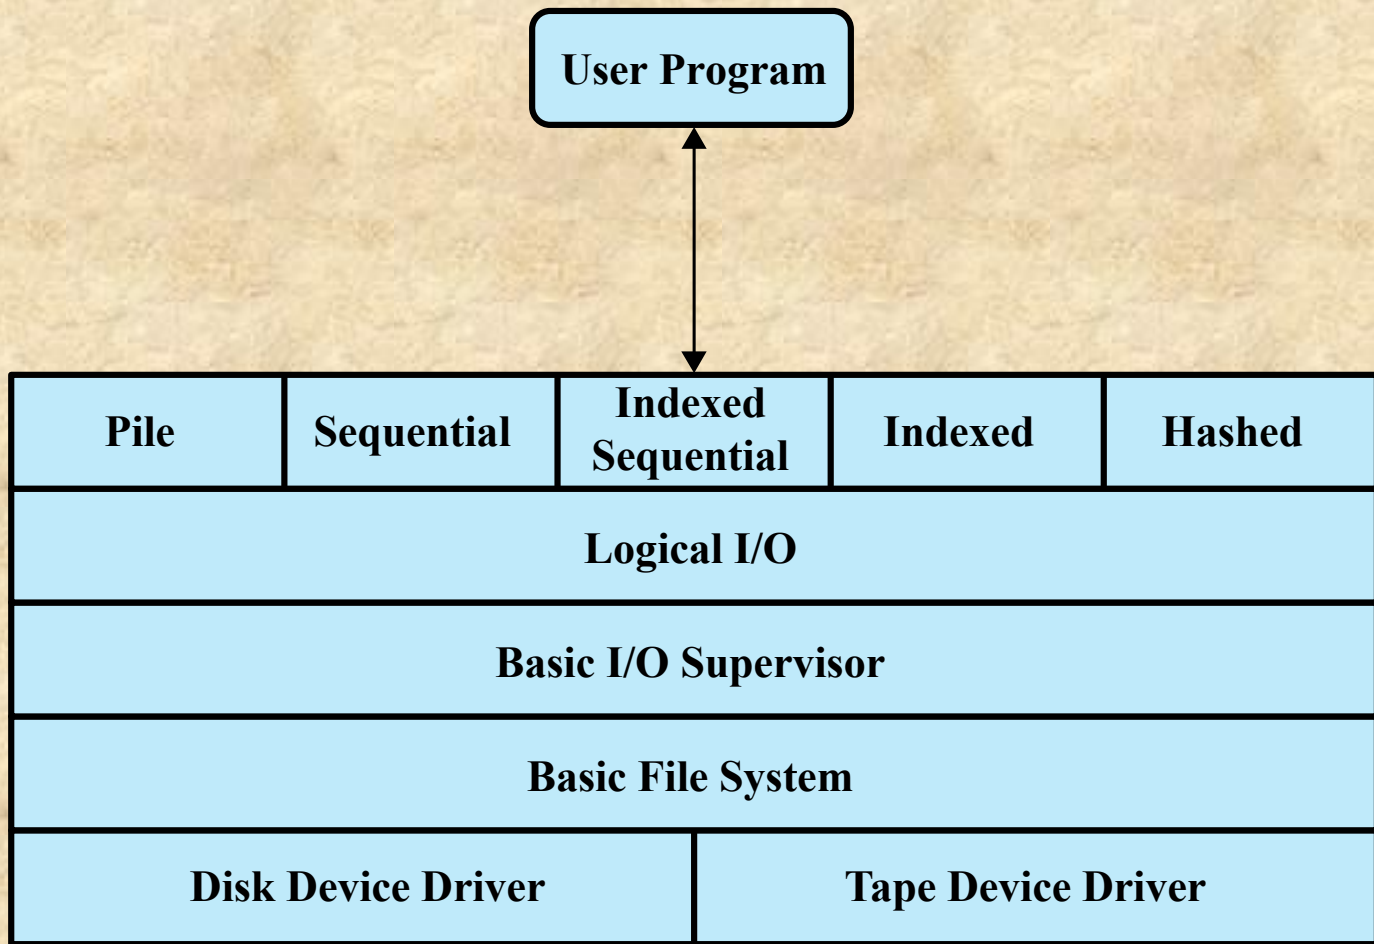 User Program
Pile
Sequential
Indexed
Sequential
Indexed
Hashed
Logical I/O
Basic I/O Supervisor
Basic File System
Disk Device Driver
Tape Device Driver